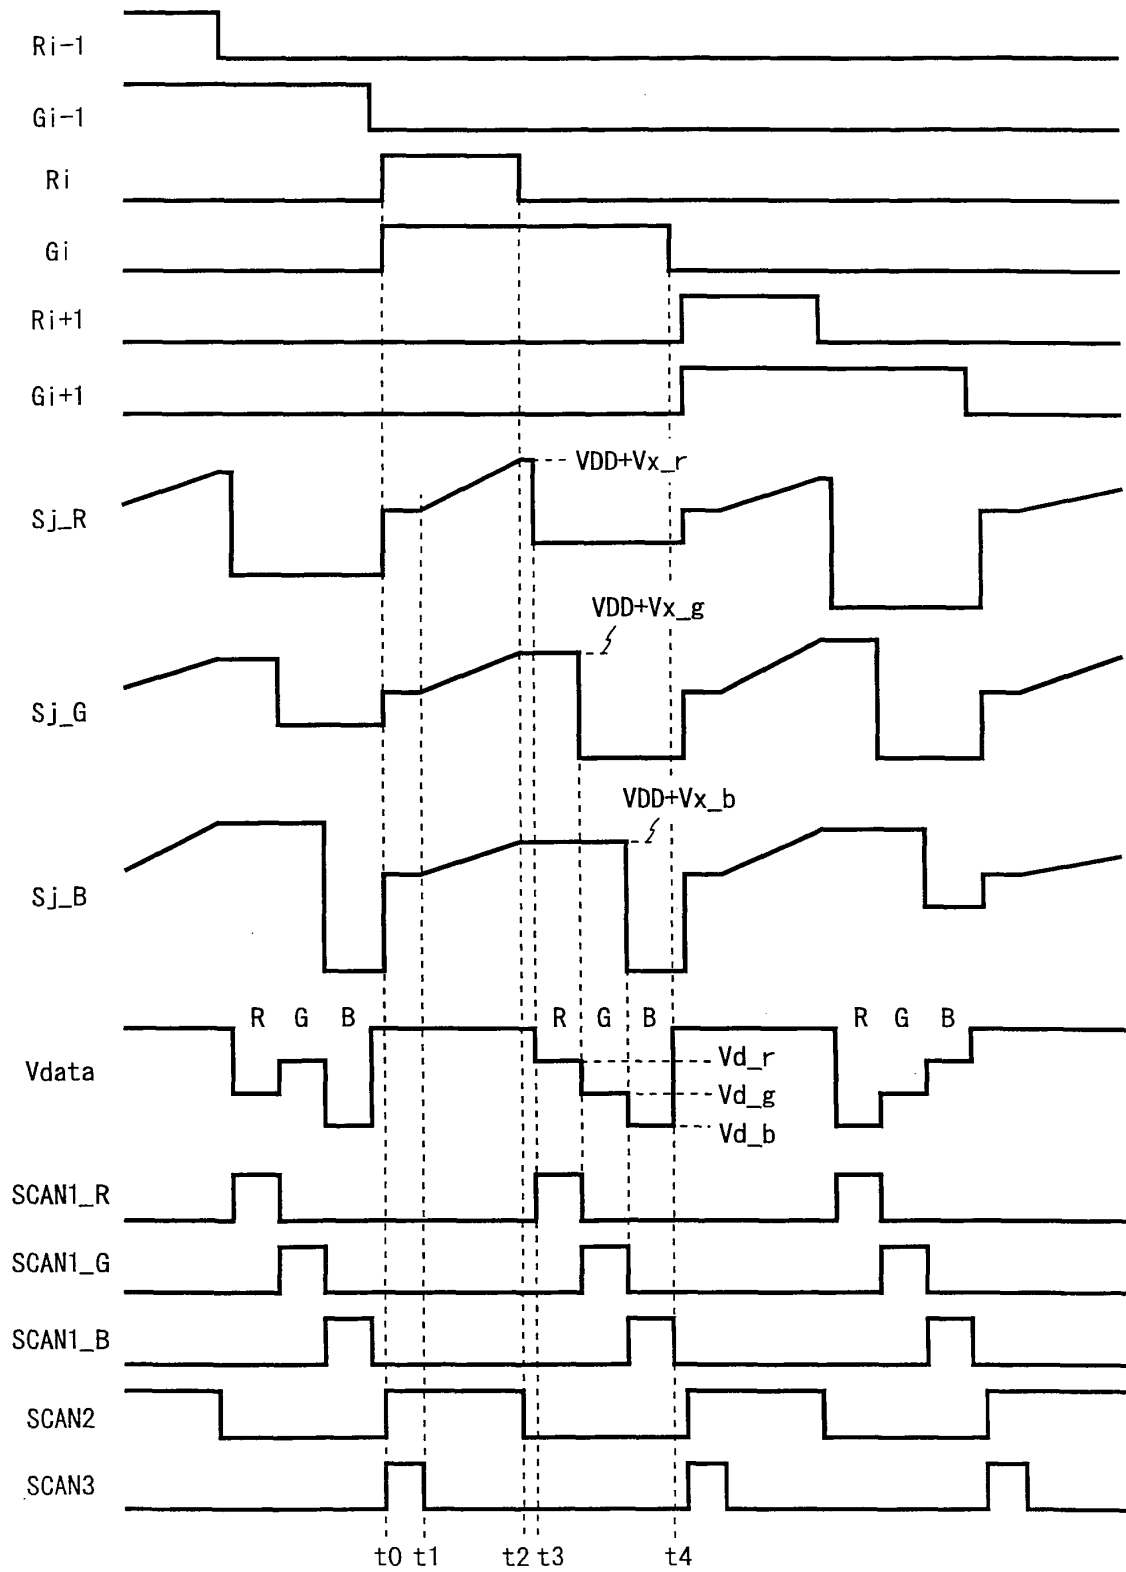 Ri-1
Gi-1
Ri
Gi
Ri+1
Gi+1
VDD+Vx_r
Sj_R
VDD+Vx_g
Sj_G
VDD+Vx_b
Sj_B
R G B R G B R G B
Vdata
Vd_r
Vd_g
Vd_b
SCAN1_R
SCAN1_G
SCAN1_B
SCAN2
SCAN3
t0 t1 t2 t3 t4